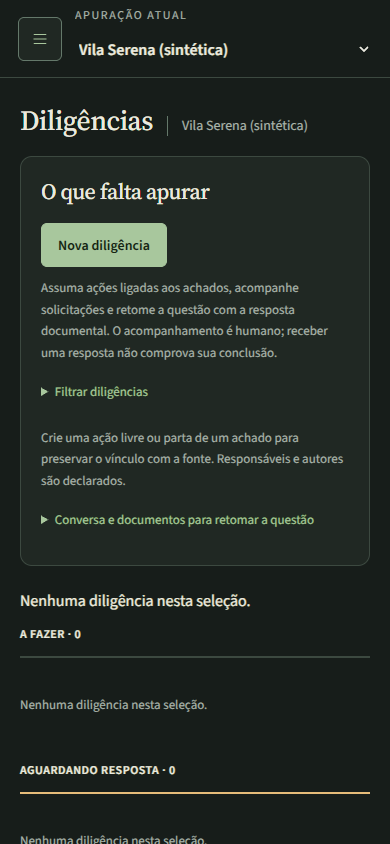 APURAÇÃO ATUAL
Vila Serena (sintética)
Diligências
Vila Serena (sintética)
O que falta apurar
Nova diligência
Assuma ações ligadas aos achados, acompanhe
solicitações e retome a questão com a resposta
documental. O acompanhamento é humano; receber
uma resposta não comprova sua conclusão.
Filtrar diligências
Crie uma ação livre ou parta de um achado para
preservar o vínculo com a fonte. Responsáveis e autores
são declarados.
Conversa e documentos para retomar a questão
Nenhuma diligência nesta seleção.
A FAZER · 0
Nenhuma diligência nesta seleção.
AGUARDANDO RESPOSTA · 0
Nenhuma diligência nesta seleção.